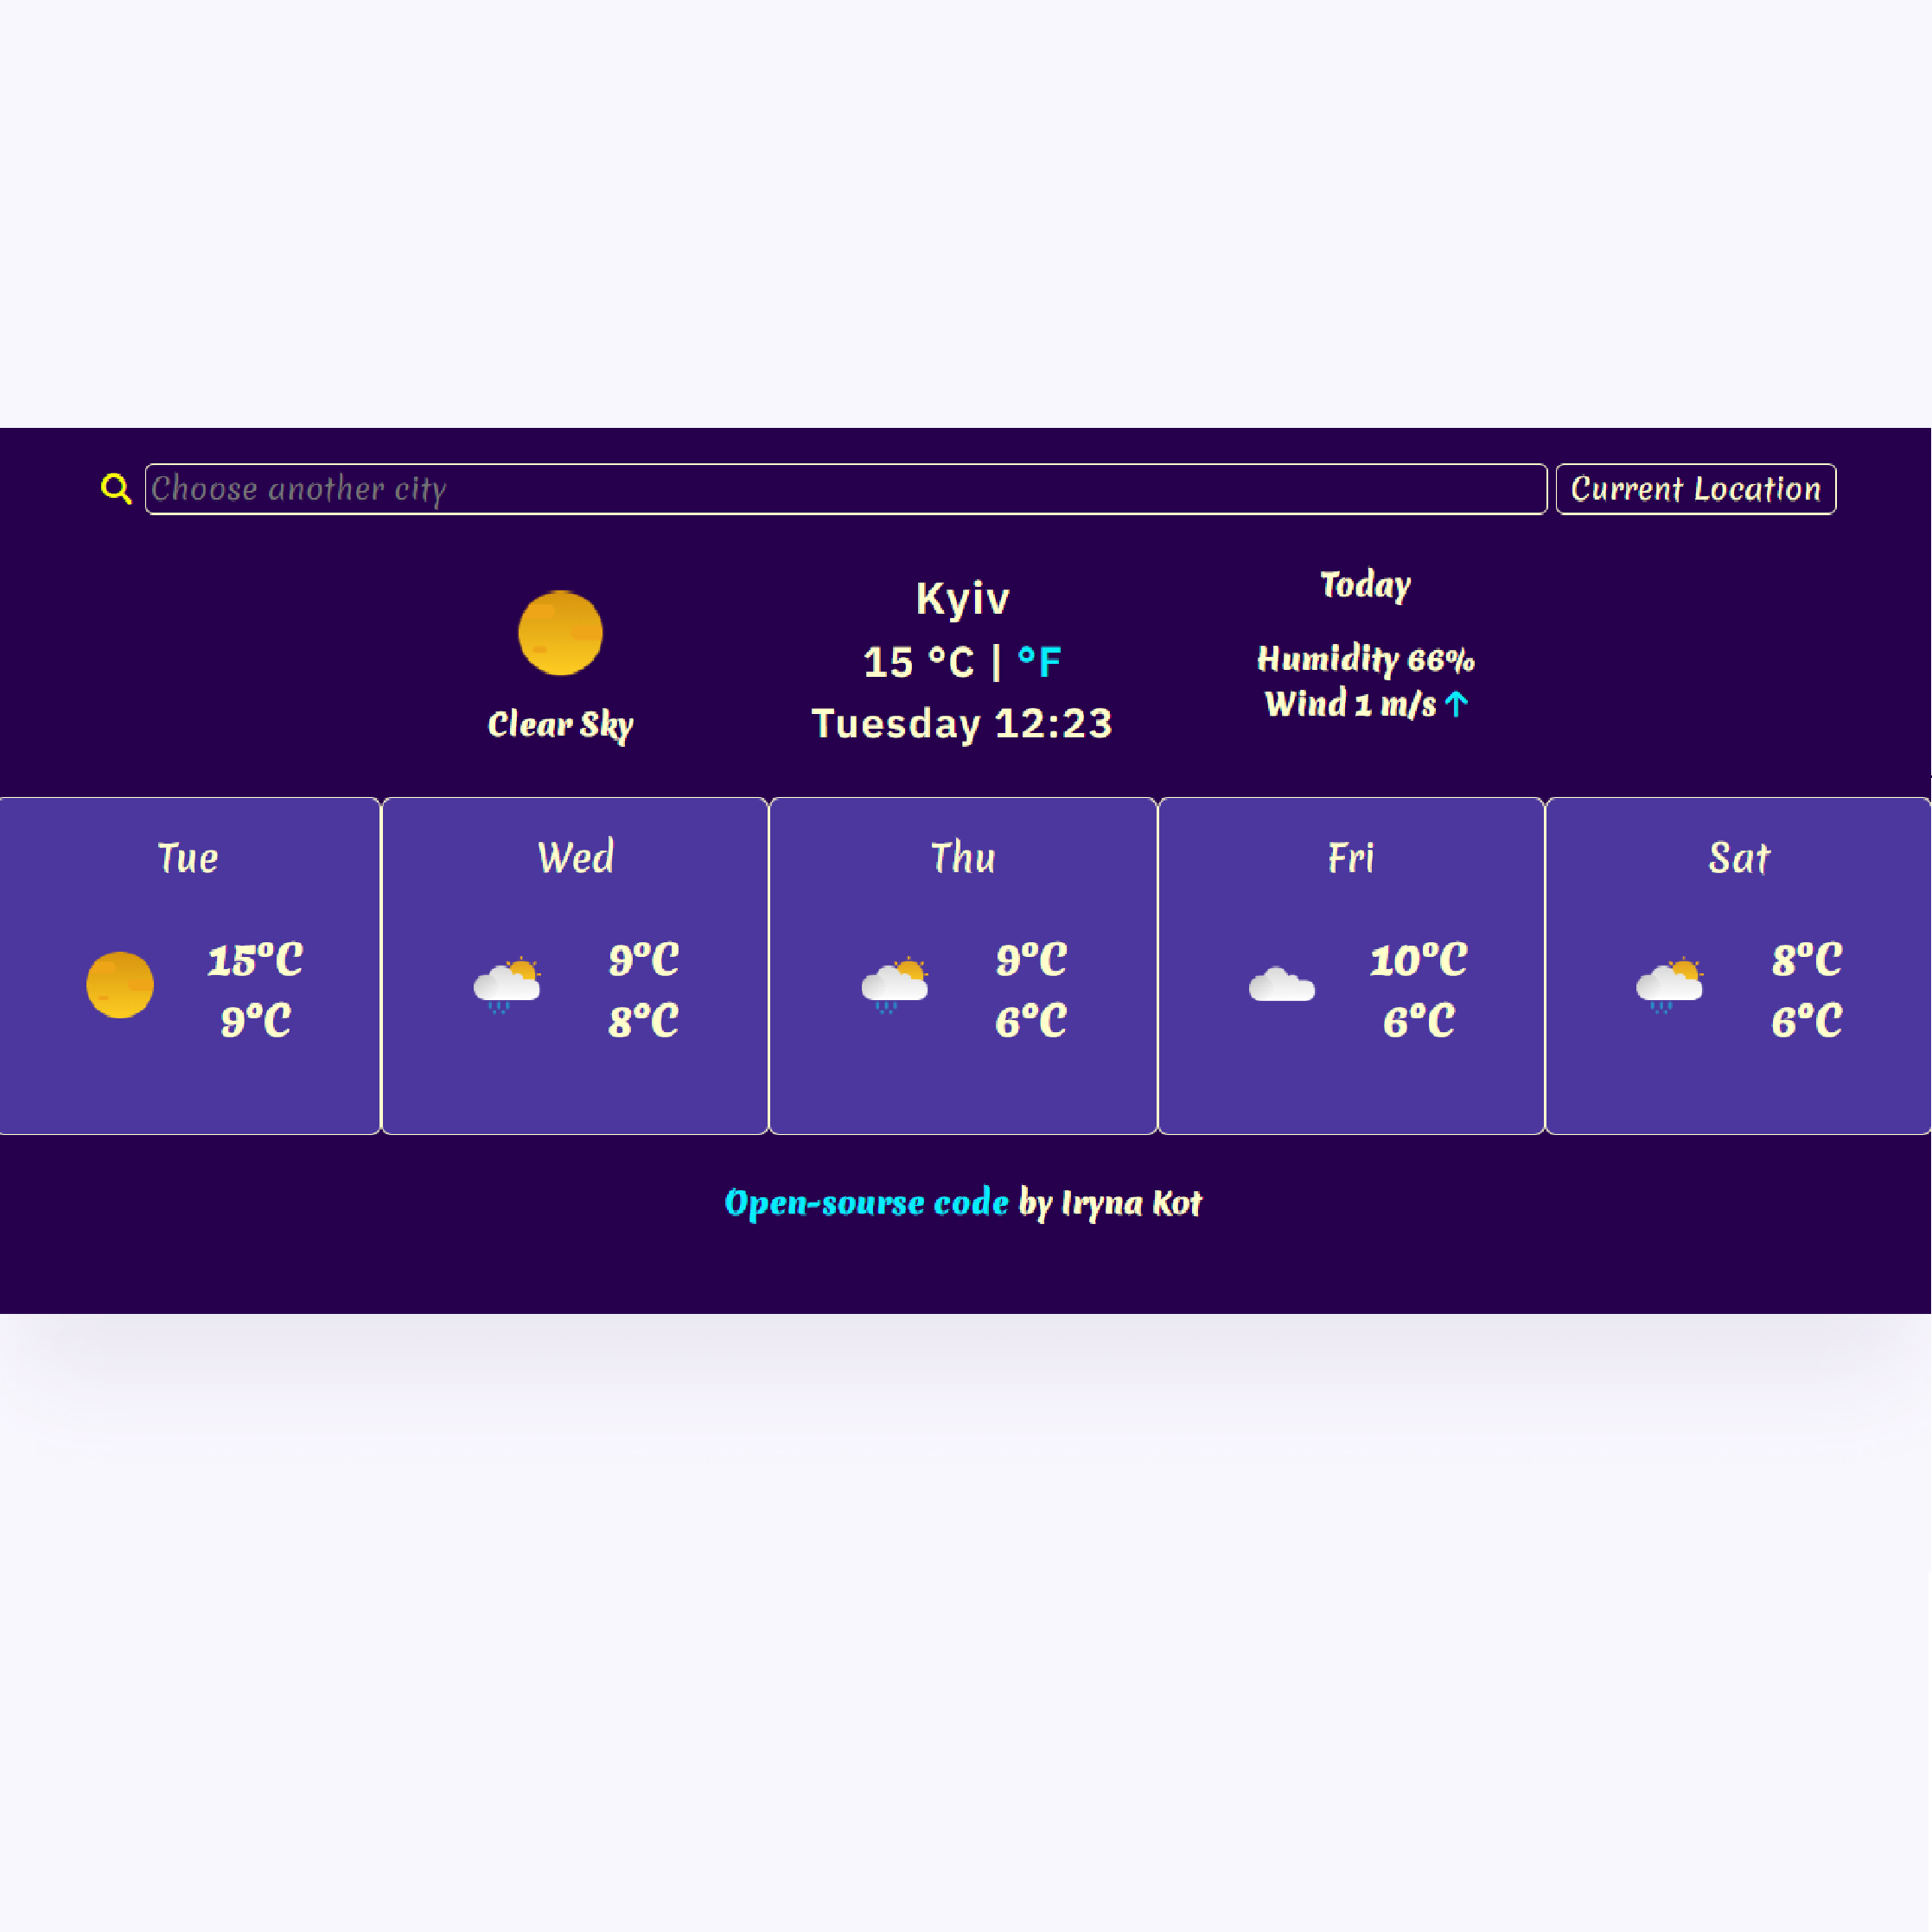 Choose another city
Current Location
Clear Sky
Kyiv
15 °C | °F
Tuesday 12:23
Today
Humidity 66%
Wind 1 m/s ↑
Tue
15°C
9°C
Wed
9°C
8°C
Thu
9°C
6°C
Fri
10°C
6°C
Sat
8°C
6°C
Open-sourse code by Iryna Kot